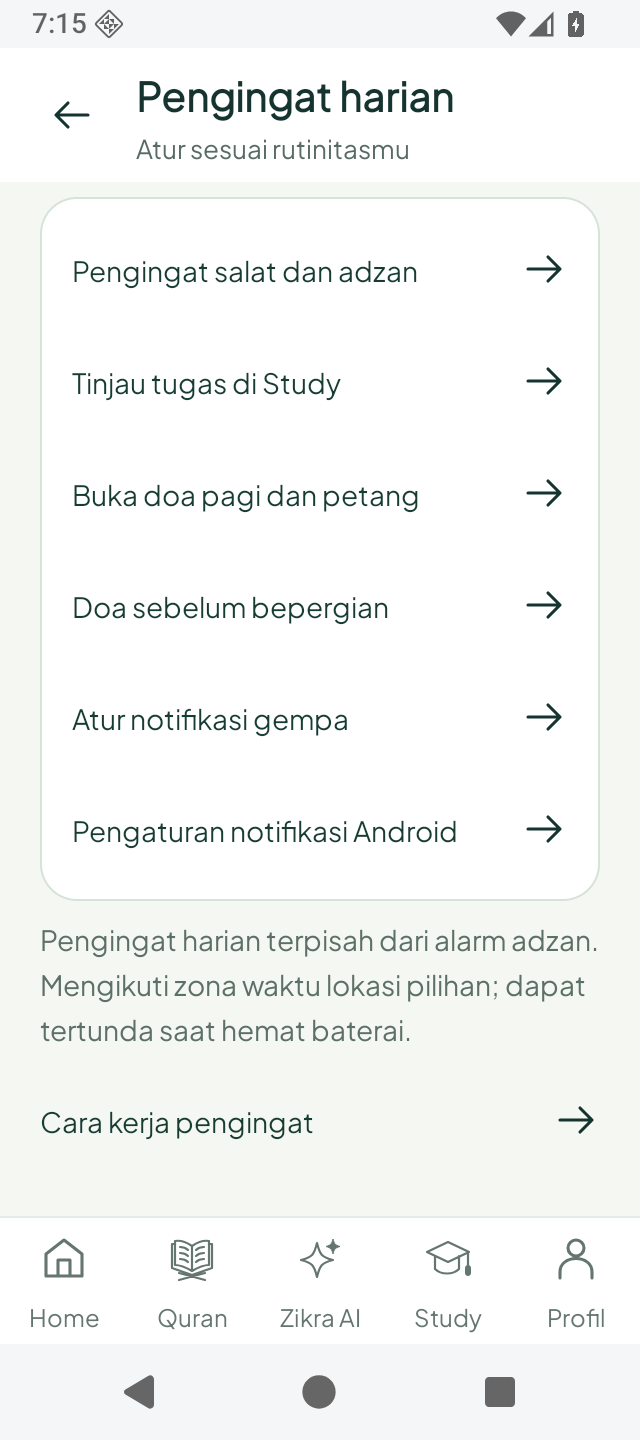 7:15
Pengingat harian
Atur sesuai rutinitasmu
Pengingat salat dan adzan
Tinjau tugas di Study
Buka doa pagi dan petang
Doa sebelum bepergian
Atur notifikasi gempa
Pengaturan notifikasi Android
Pengingat harian terpisah dari alarm adzan.
Mengikuti zona waktu lokasi pilihan; dapat
tertunda saat hemat baterai.
Cara kerja pengingat
Home Quran Zikra AI Study Profil